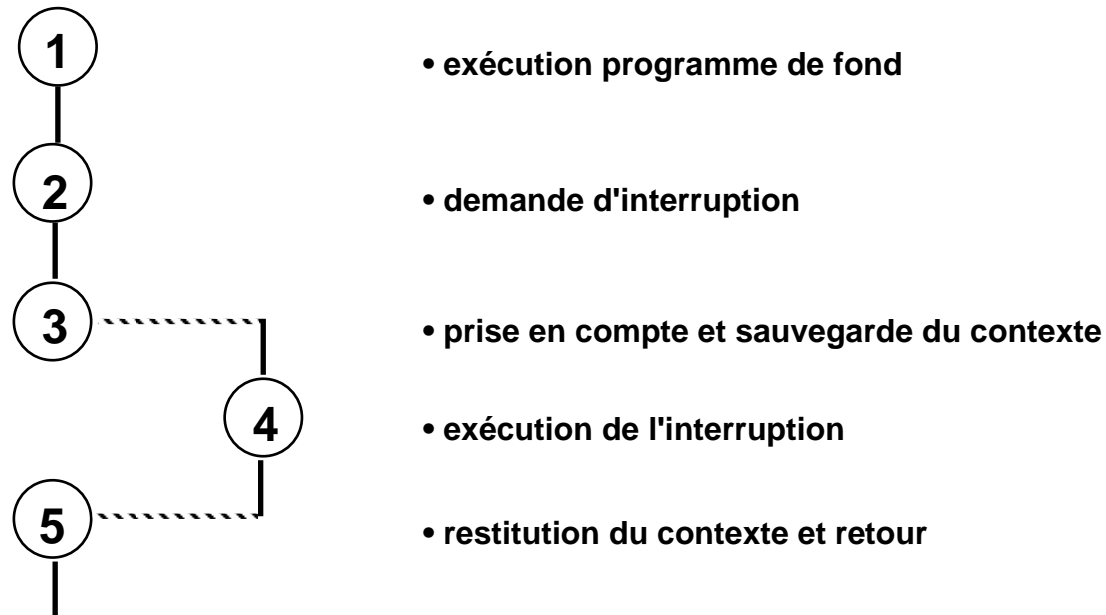 1 • exécution programme de fond
2 • demande d'interruption
3 • prise en compte et sauvegarde du contexte
4 • exécution de l'interruption
5 • restitution du contexte et retour